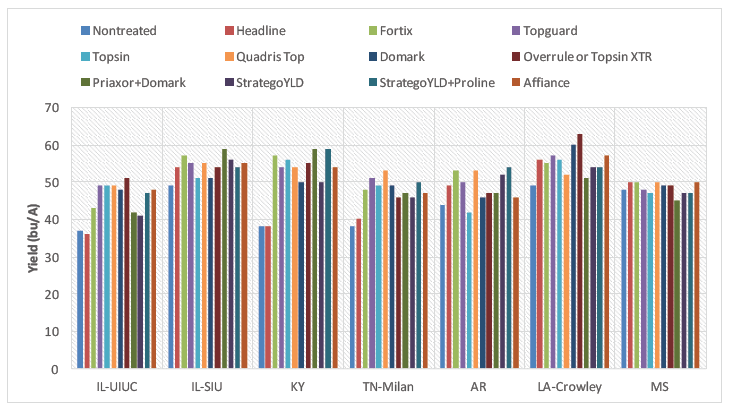 Nontreated Headline Fortix Topguard
Topsin Quadris Top Domark Overrule or Topsin XTR
Priaxor+Domark StrategoYLD StrategoYLD+Proline Affiance
70
60
50
40
30
20
10
0
Yield (bu/ A)
IL-UIUC IL-SIU KY TN-Milan AR LA-Crowley MS